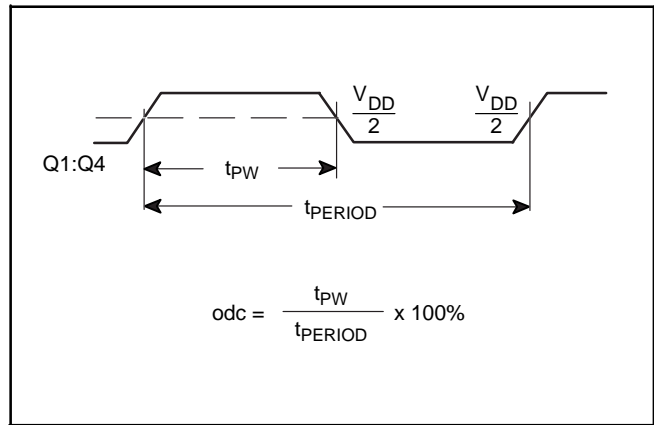 V_DD
2
V_DD
2
Q1:Q4
t_PW
t_PERIOD
odc = t_PW / t_PERIOD x 100%